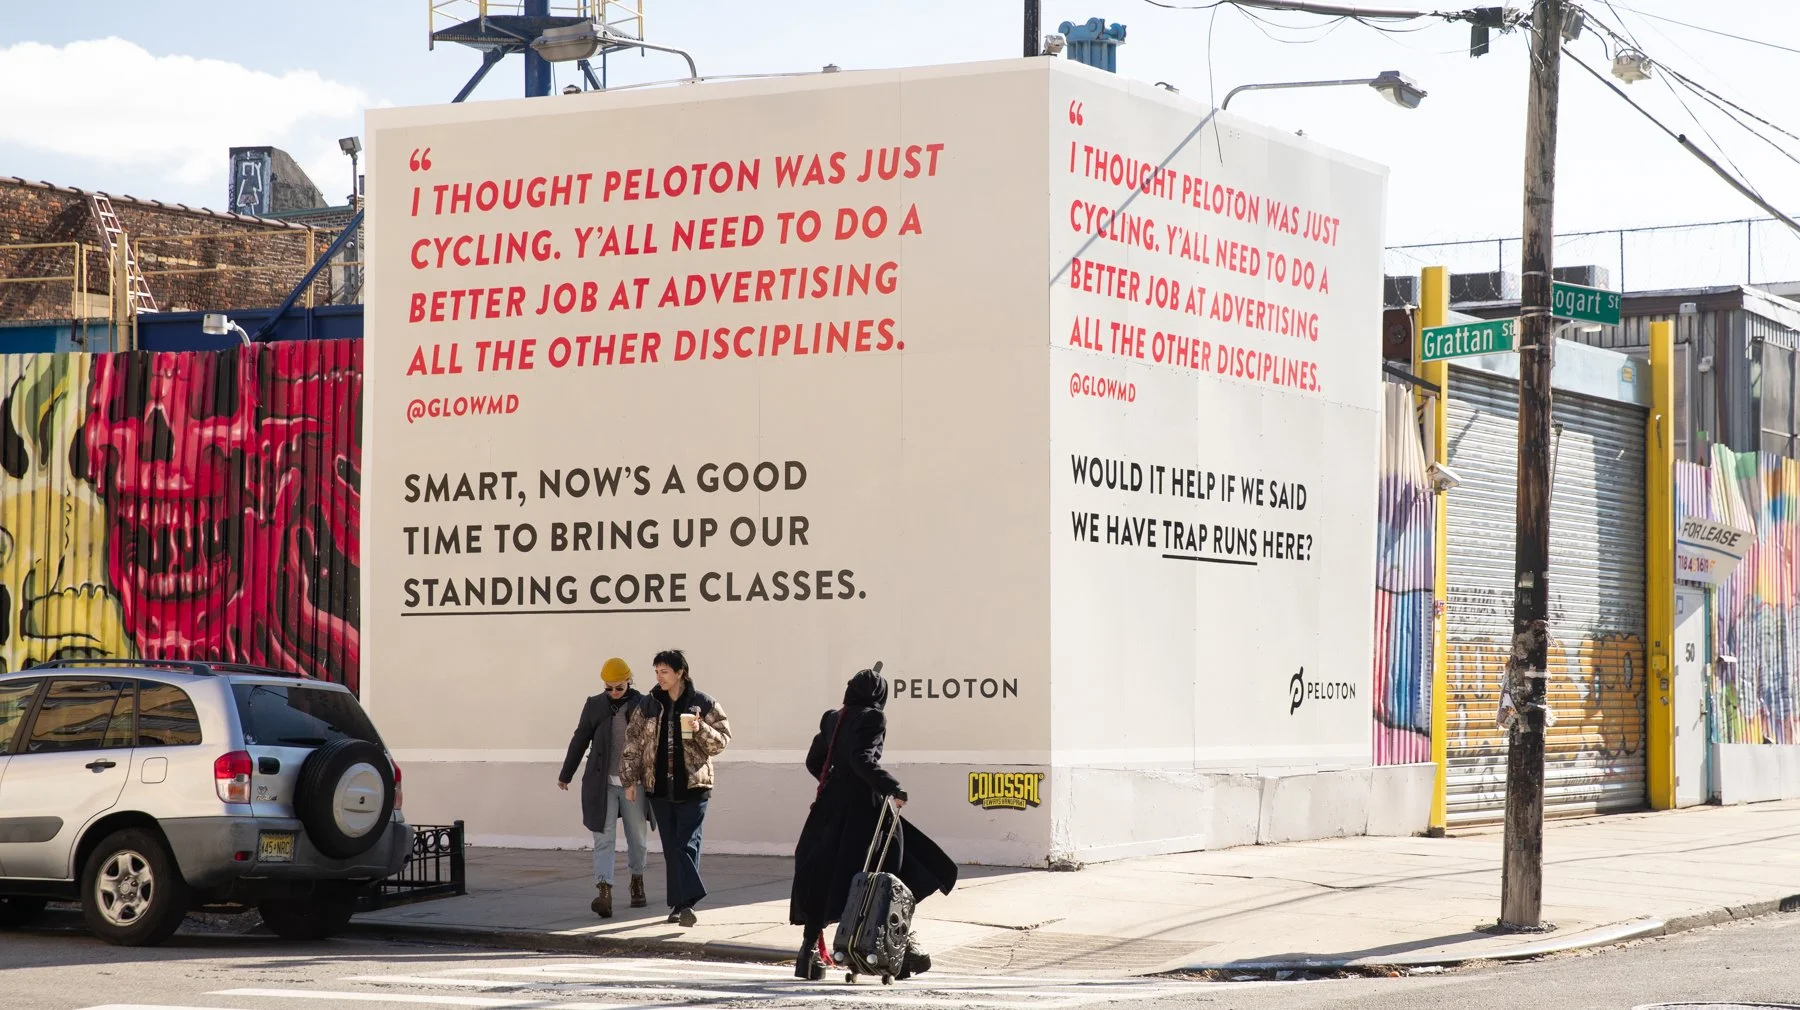 “
I THOUGHT PELOTON WAS JUST
CYCLING. Y’ALL NEED TO DO A
BETTER JOB AT ADVERTISING
ALL THE OTHER DISCIPLINES.
@GLOWMD
SMART, NOW’S A GOOD
TIME TO BRING UP OUR
STANDING CORE CLASSES.
PELOTON
COLOSSAL
“
I THOUGHT PELOTON WAS JUST
CYCLING. Y’ALL NEED TO DO A
BETTER JOB AT ADVERTISING
ALL THE OTHER DISCIPLINES.
@GLOWMD
WOULD IT HELP IF WE SAID
WE HAVE TRAP RUNS HERE?
PELOTON
Grattan St
ogart St
FOR LEASE
50